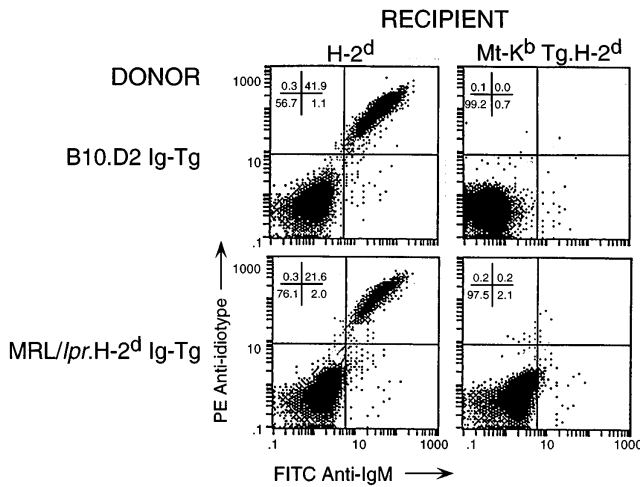 RECIPIENT
H-2d Mt-Kb Tg.H-2d
DONOR
B10.D2 Ig-Tg
MRL/lpr.H-2d Ig-Tg
1000
10
.1
0.3 41.9
56.7 1.1
0.1 0.0
99.2 0.7
1000
10
.1
0.3 21.6
76.1 2.0
0.2 0.2
97.5 2.1
.1 10 1000 .1 10 1000
PE Anti-idiotype
FITC Anti-IgM